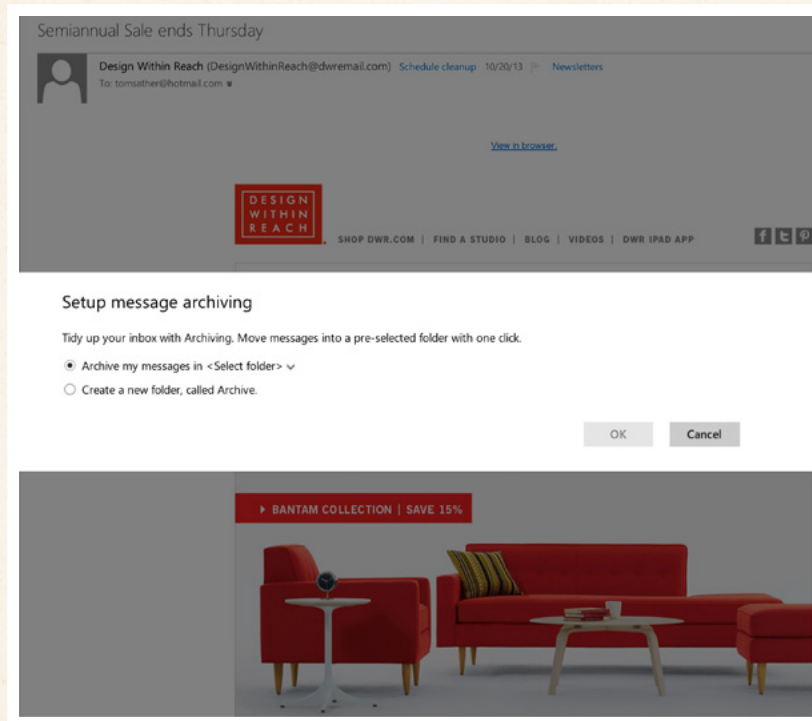 Semiannual Sale ends Thursday
Design Within Reach (DesignWithinReach@dwremail.com) Schedule cleanup 10/20/13 Newsletters
To: tomsather@hotmail.com
View in browser.
DESIGN
WITHIN
REACH
SHOP DWR.COM | FIND A STUDIO | BLOG | VIDEOS | DWR IPAD APP
Setup message archiving
Tidy up your inbox with Archiving. Move messages into a pre-selected folder with one click.
Archive my messages in <Select folder>
Create a new folder, called Archive.
OK Cancel
BANTAM COLLECTION | SAVE 15%